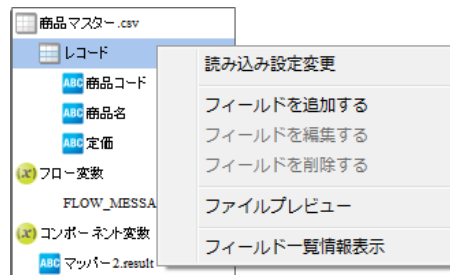 商品マスター.csv
レコード
ABC 商品コード
ABC 商品名
ABC 定価
(x) フロー変数
FLOW_MESSA
(x) コンポーネント変数
ABC マッパー2.result
読み込み設定変更
フィールドを追加する
フィールドを編集する
フィールドを削除する
ファイルプレビュー
フィールド一覧情報表示